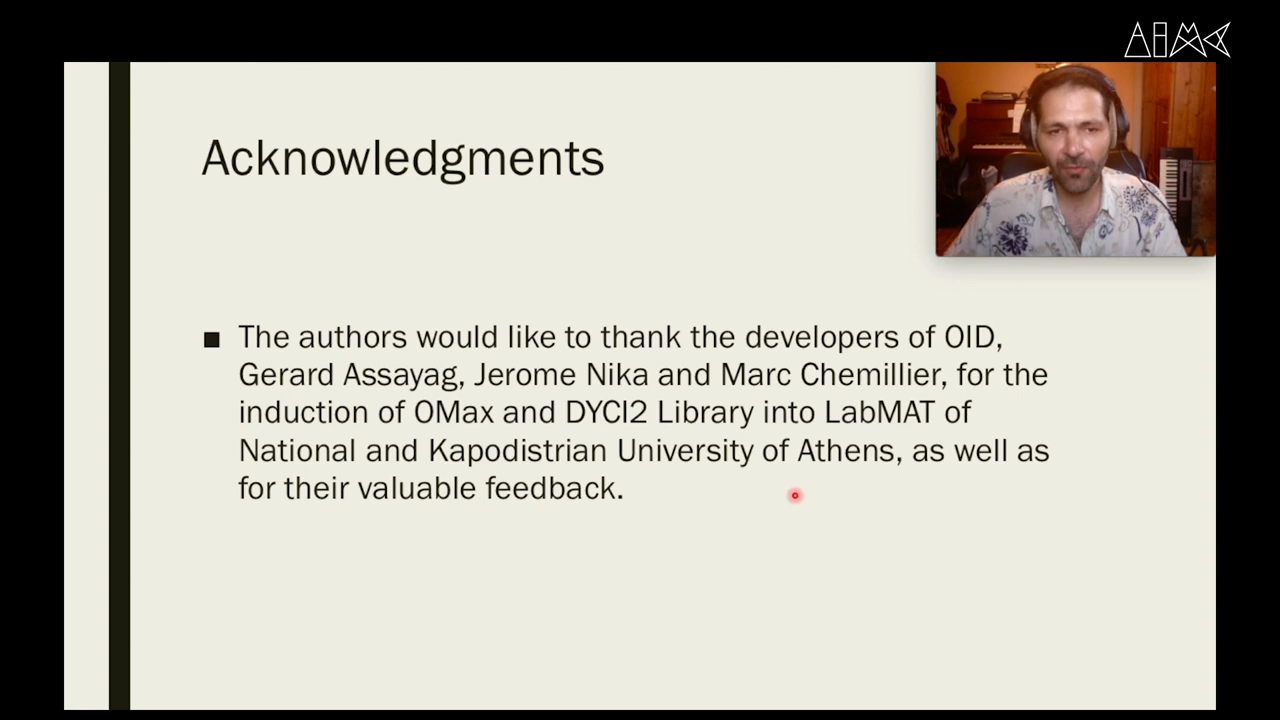 AIMC
Acknowledgments
■ The authors would like to thank the developers of OID,
Gerard Assayag, Jerome Nika and Marc Chemillier, for the
induction of OMax and DYCI2 Library into LabMAT of
National and Kapodistrian University of Athens, as well as
for their valuable feedback.